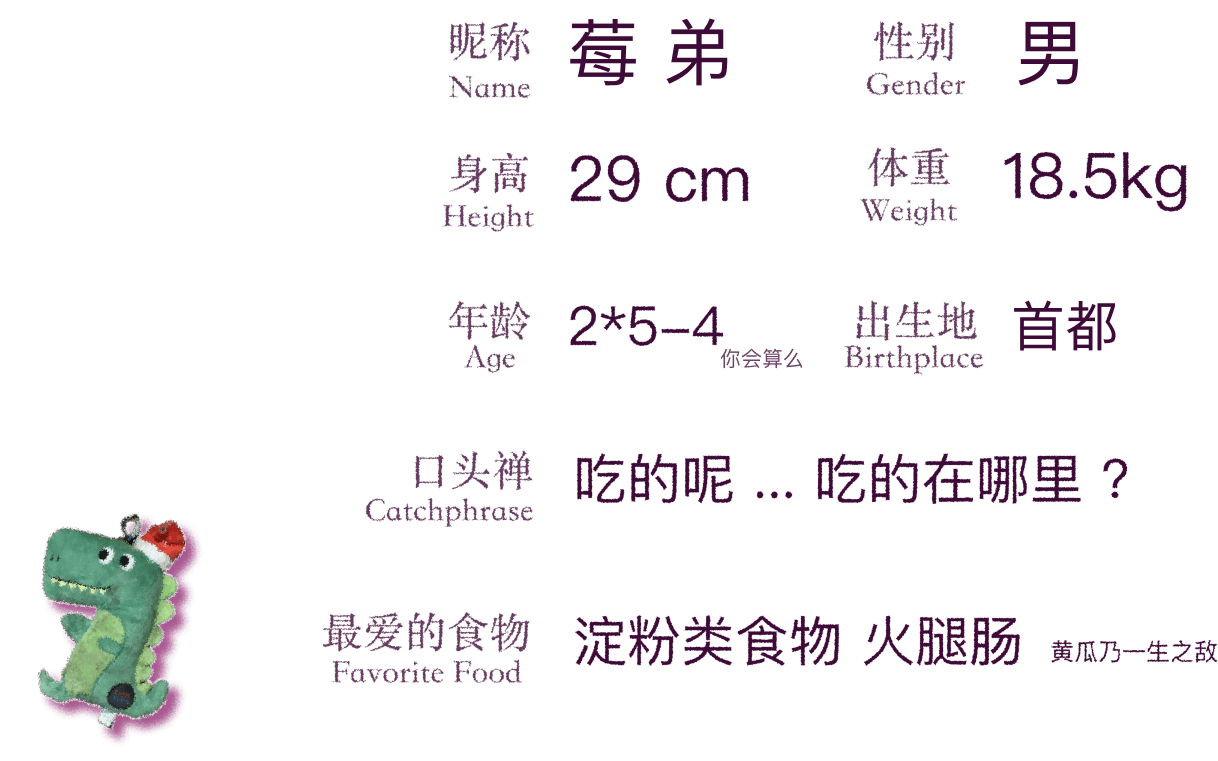 昵称 莓 弟 性别 男
Name Gender
身高 29 cm 体重 18.5kg
Height Weight
年龄 2*5-4 出生地 首都
Age 你会算么 Birthplace
口头禅 吃的呢 ... 吃的在哪里 ?
Catchphrase
最爱的食物 淀粉类食物 火腿肠 黄瓜乃一生之敌
Favorite Food